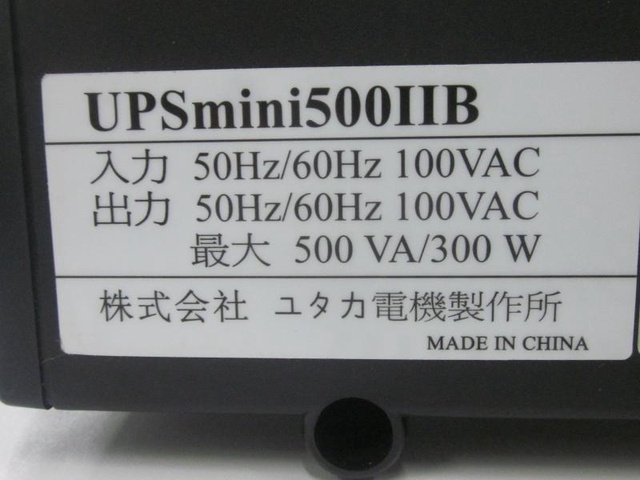 UPSmini500IIB
入力 50Hz/60Hz 100VAC
出力 50Hz/60Hz 100VAC
最大 500 VA/300 W
株式会社 ユタカ電機製作所
MADE IN CHINA